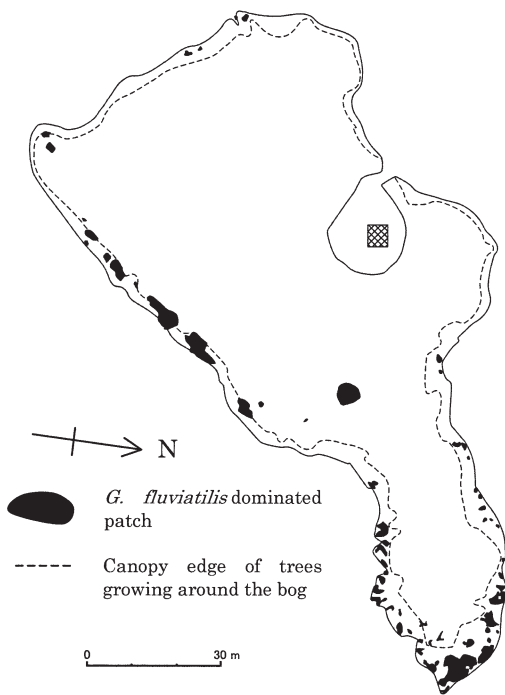 N
G. fluviatilis dominated
patch
Canopy edge of trees
growing around the bog
0 30 m